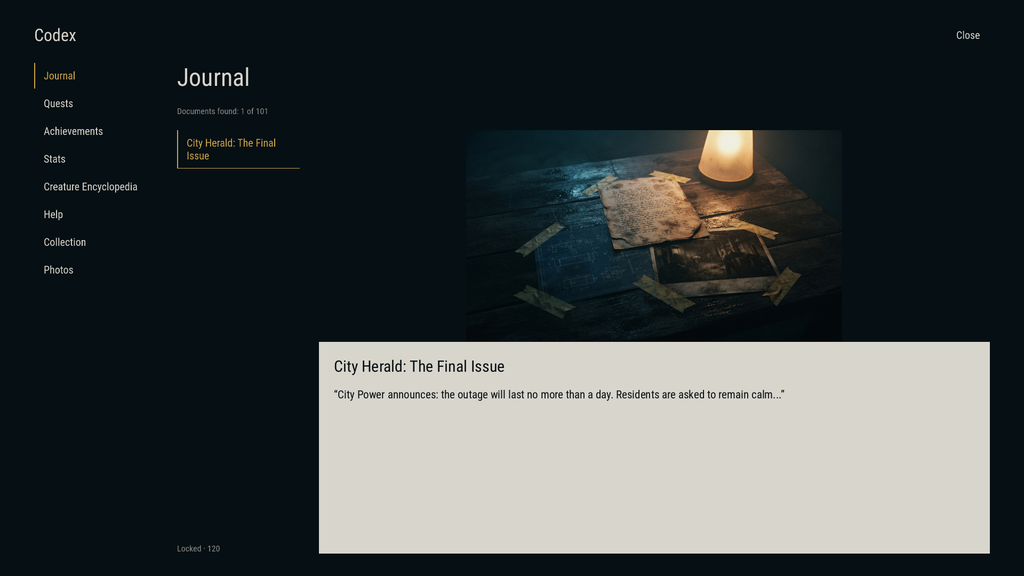 Codex
Close
Journal
Quests
Achievements
Stats
Creature Encyclopedia
Help
Collection
Photos
Journal
Documents found: 1 of 101
City Herald: The Final
Issue
Locked · 120
City Herald: The Final Issue
“City Power announces: the outage will last no more than a day. Residents are asked to remain calm...”